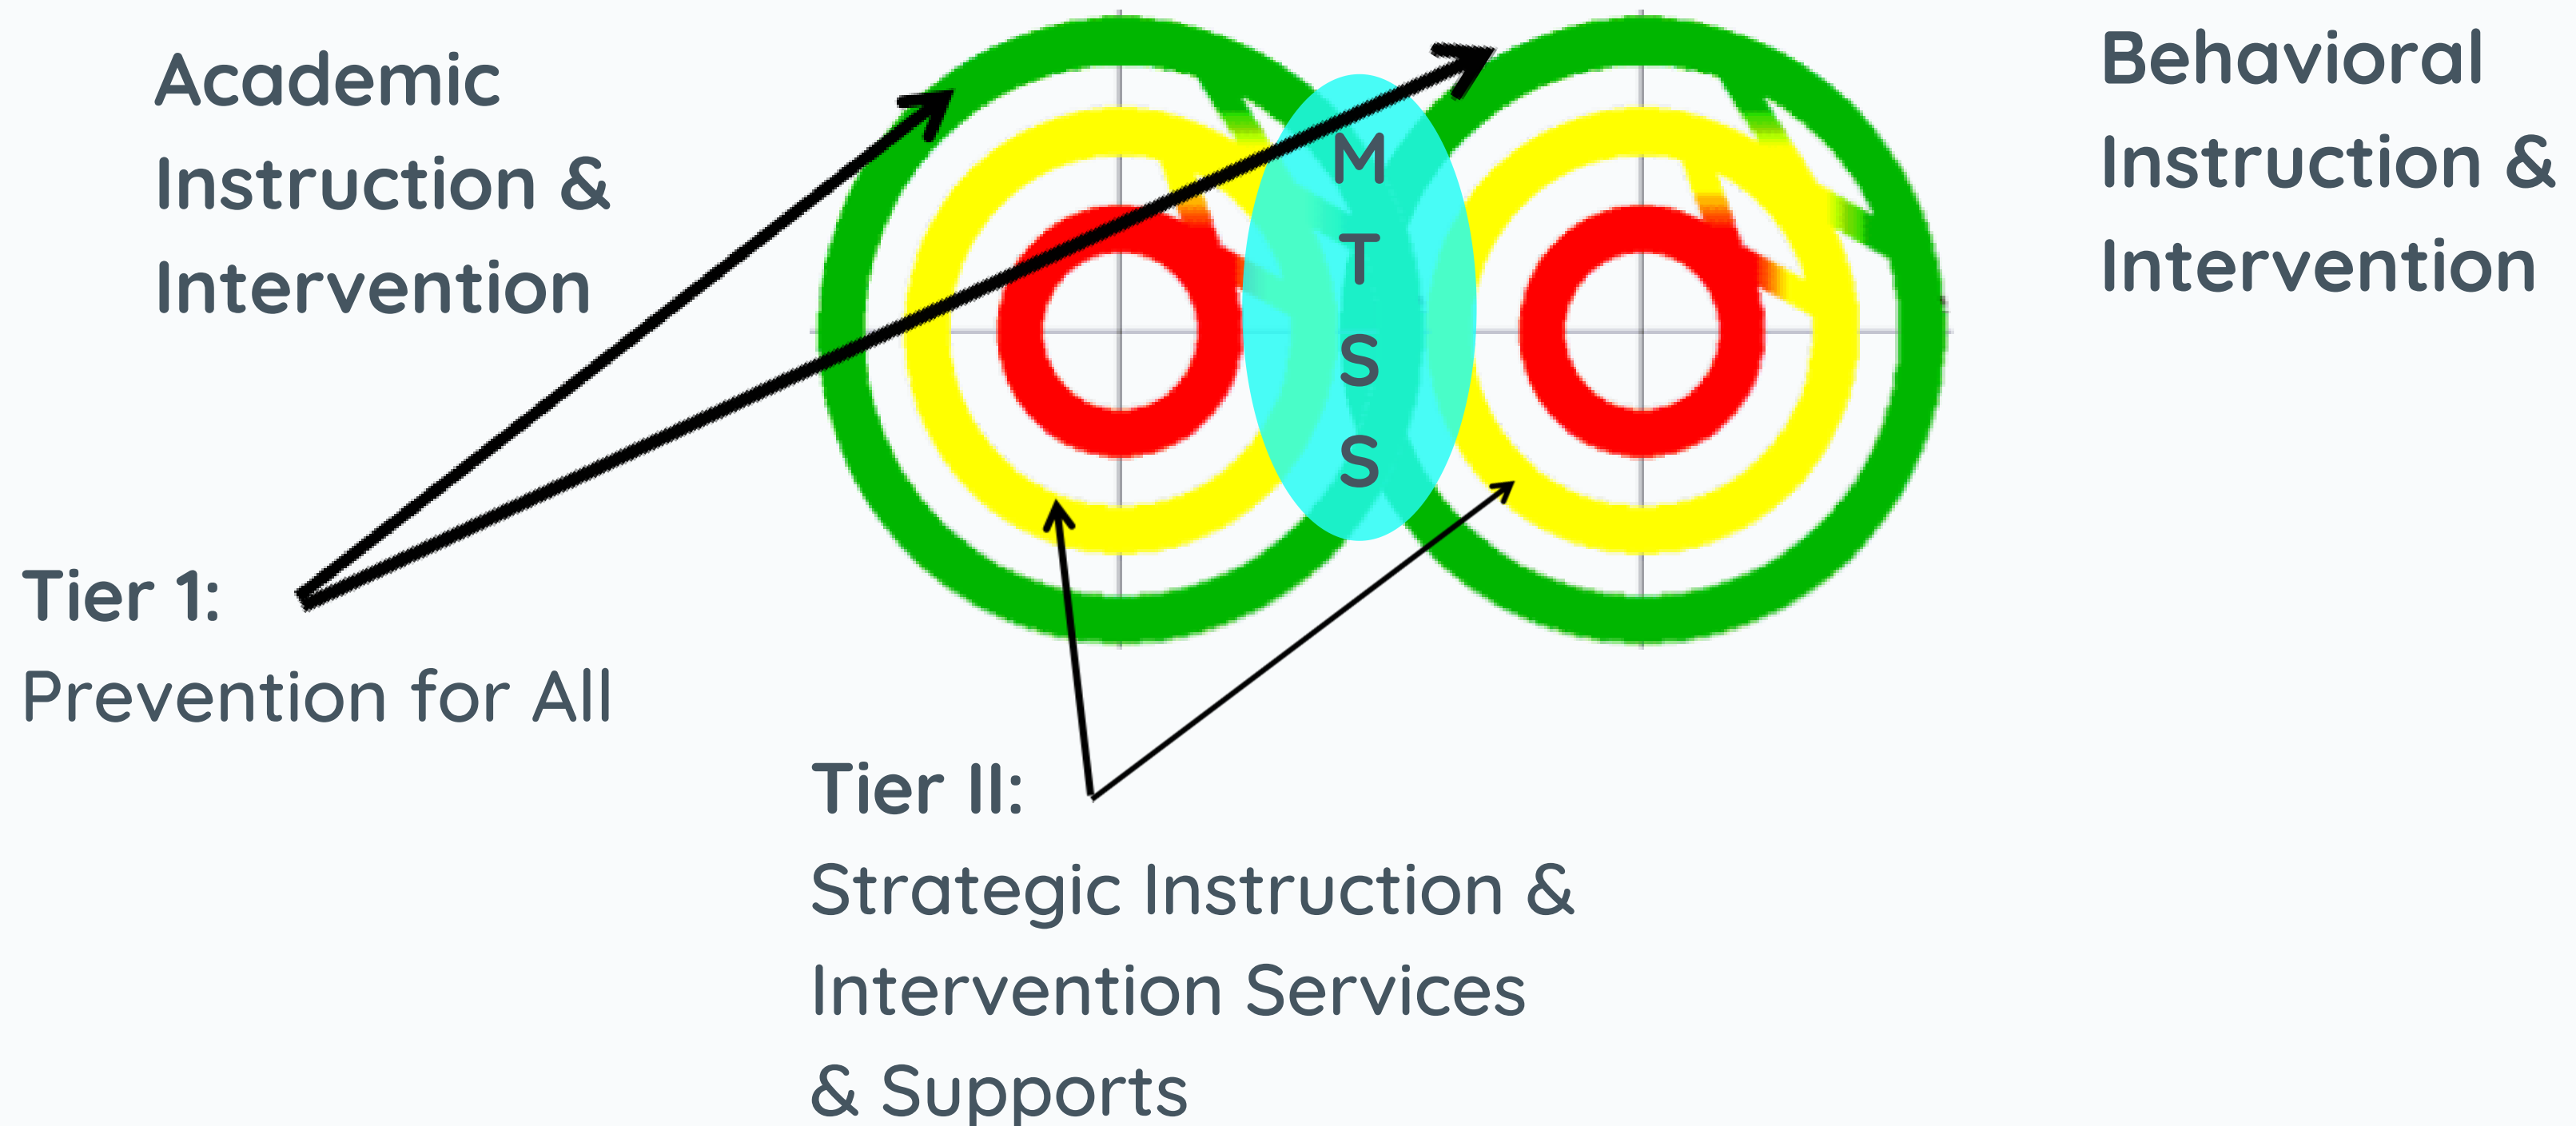 Academic
Instruction &
Intervention
Behavioral
Instruction &
Intervention
M
T
S
S
Tier 1:
Prevention for All
Tier II:
Strategic Instruction &
Intervention Services
& Supports